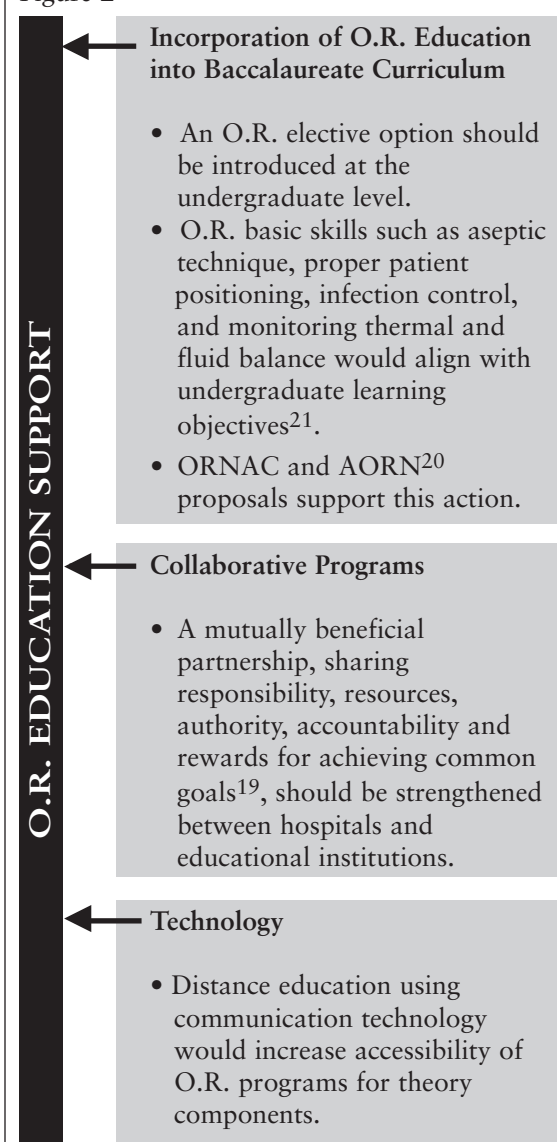 O.R. EDUCATION SUPPORT
Incorporation of O.R. Education
into Baccalaureate Curriculum
• An O.R. elective option should
be introduced at the
undergraduate level.
• O.R. basic skills such as aseptic
technique, proper patient
positioning, infection control,
and monitoring thermal and
fluid balance would align with
undergraduate learning
objectives21.
• ORNAC and AORN20
proposals support this action.
Collaborative Programs
• A mutually beneficial
partnership, sharing
responsibility, resources,
authority, accountability and
rewards for achieving common
goals19, should be strengthened
between hospitals and
educational institutions.
Technology
• Distance education using
communication technology
would increase accessibility of
O.R. programs for theory
components.